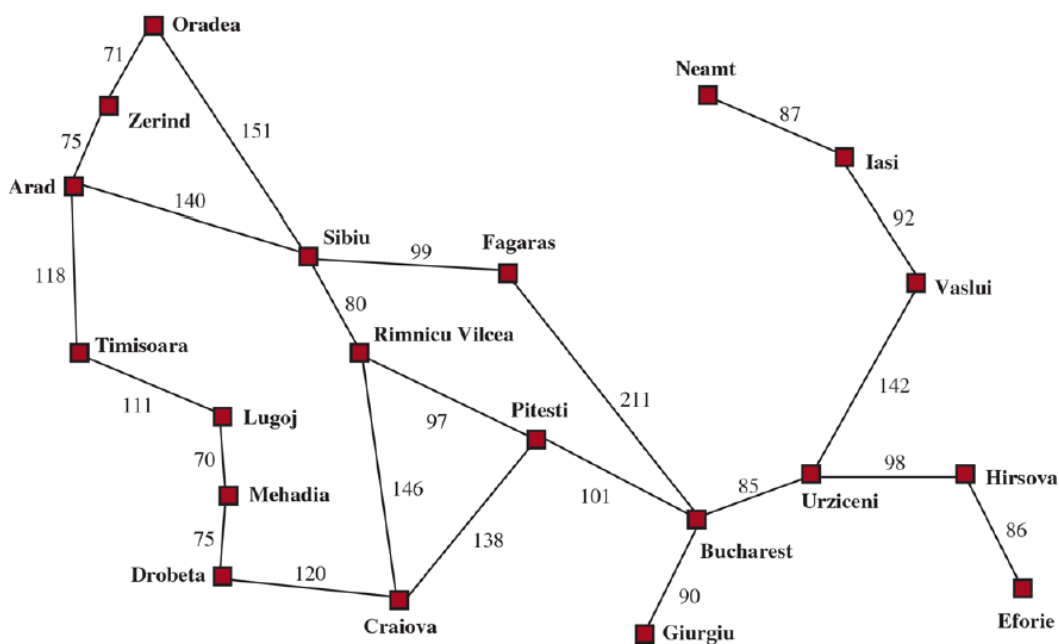 Oradea
71
Neamt
87
Zerind
151
75
Iasi
Arad
140
92
Sibiu
Fagaras
99
118
80
Vaslui
Timisoara
Rimnicu Vilcea
142
111
211
Lugoj
97
Pitesti
70
98
Hirsova
Mehadia
146
101
85
Urziceni
86
75
138
Bucharest
Drobeta
120
90
Craiova
Giurgiu
Eforie